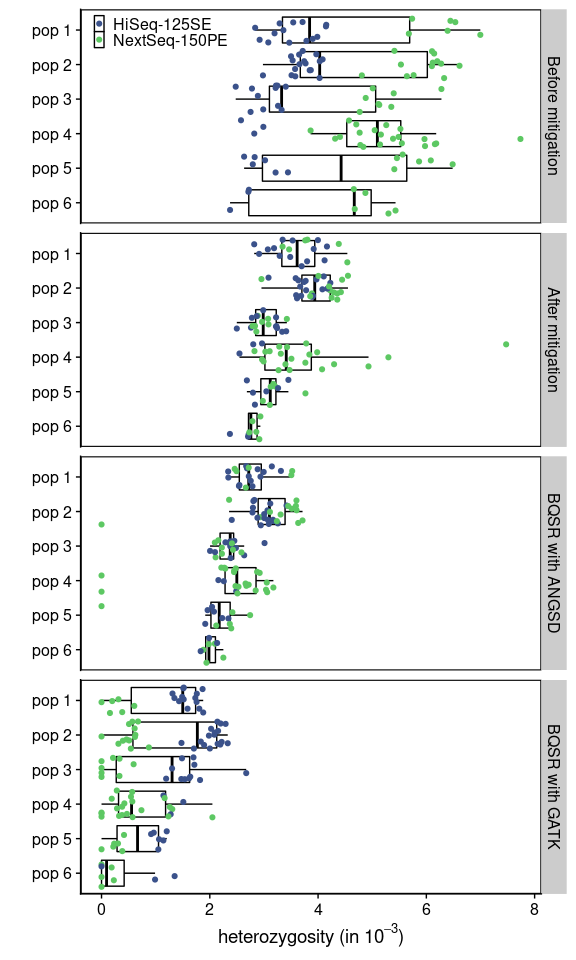 HiSeq-125SE
NextSeq-150PE
pop 1
pop 2
pop 3
pop 4
pop 5
pop 6
Before mitigation
pop 1
pop 2
pop 3
pop 4
pop 5
pop 6
After mitigation
pop 1
pop 2
pop 3
pop 4
pop 5
pop 6
BQSR with ANGSD
pop 1
pop 2
pop 3
pop 4
pop 5
pop 6
BQSR with GATK
0 2 4 6 8
heterozygosity (in 10⁻³)